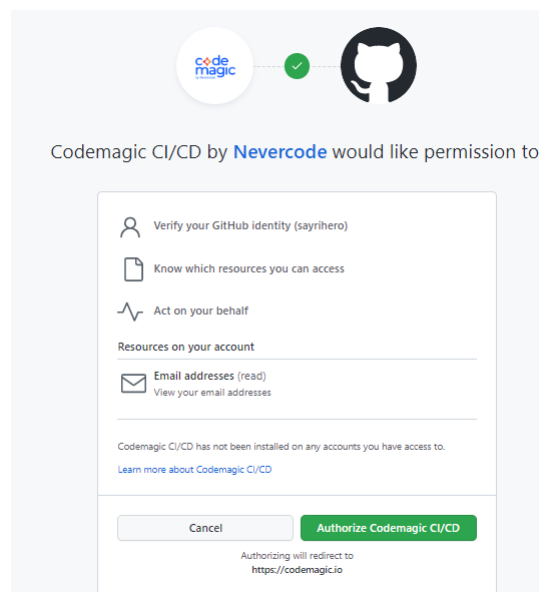 code
magic
by Nevercode
Codemagic CI/CD by Nevercode would like permission to
Verify your GitHub identity (sayrihero)
Know which resources you can access
Act on your behalf
Resources on your account
Email addresses (read)
View your email addresses
Codemagic CI/CD has not been installed on any accounts you have access to.
Learn more about Codemagic CI/CD
Cancel
Authorize Codemagic CI/CD
Authorizing will redirect to
https://codemagic.io